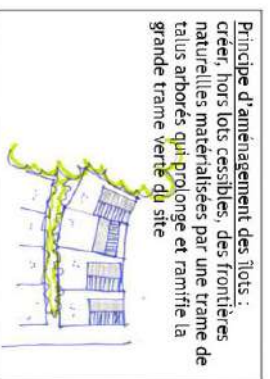 Principe d'aménagement des îlots :
créer, hors lots cessibles, des frontières
naturelles matérialisées par une trame de
talus arborés qui prolonge et ramifie la
grande trame verte du site